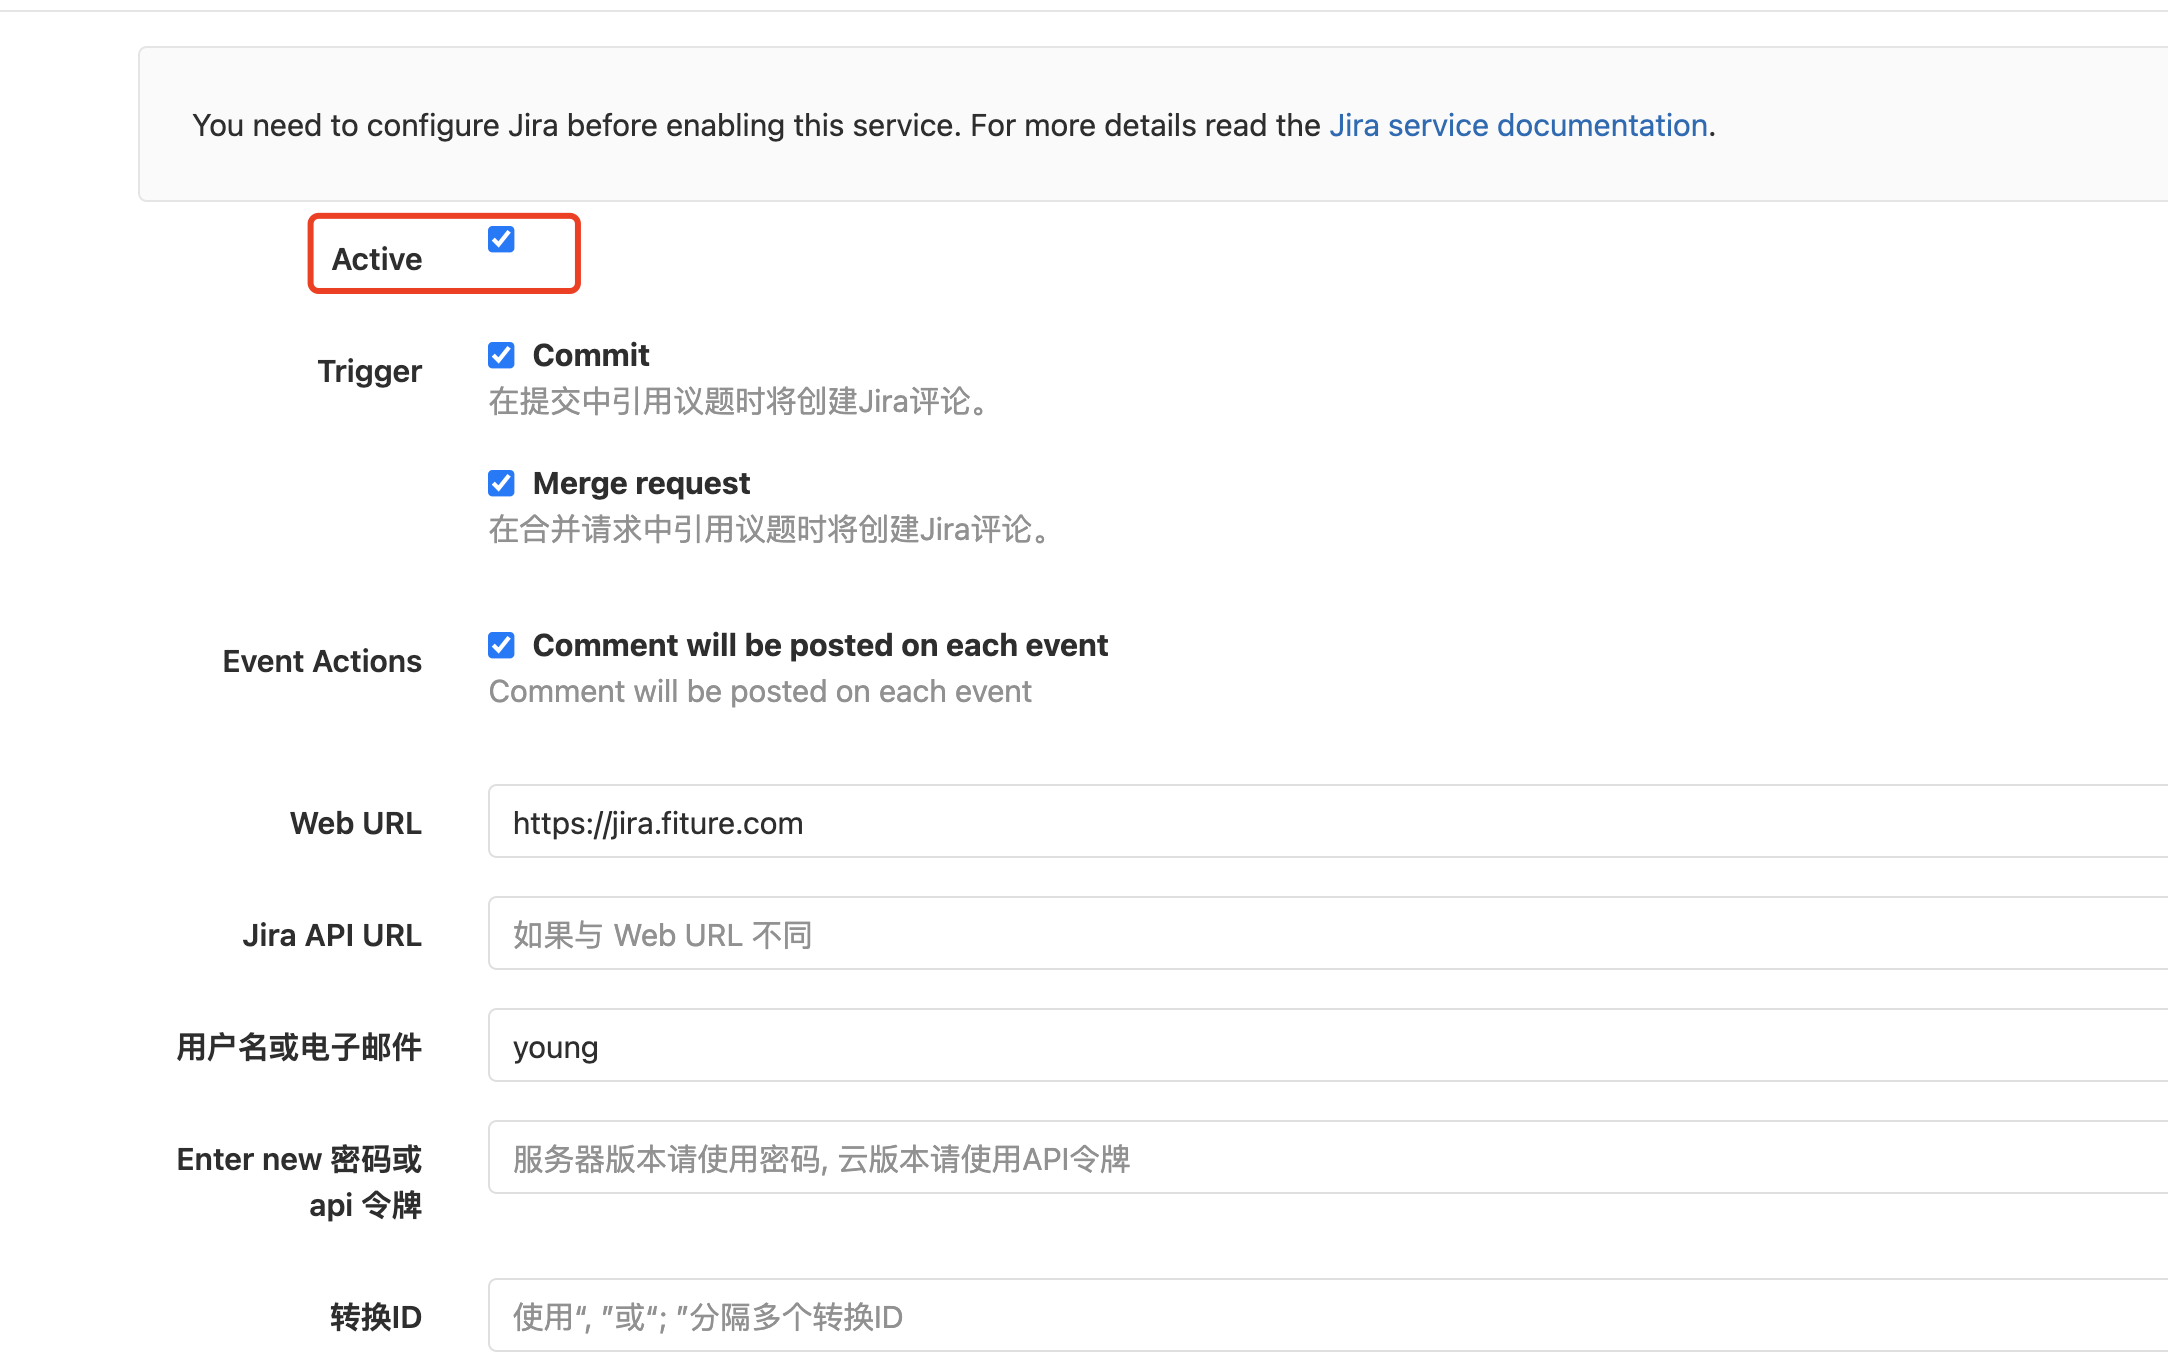 You need to configure Jira before enabling this service. For more details read the Jira service documentation.
Active
Trigger
Commit
在提交中引用议题时将创建Jira评论。
Merge request
在合并请求中引用议题时将创建Jira评论。
Event Actions
Comment will be posted on each event
Comment will be posted on each event
Web URL
https://jira.fiture.com
Jira API URL
如果与 Web URL 不同
用户名或电子邮件
young
Enter new 密码或
api 令牌
服务器版本请使用密码, 云版本请使用API令牌
转换ID
使用“, ”或“; ”分隔多个转换ID